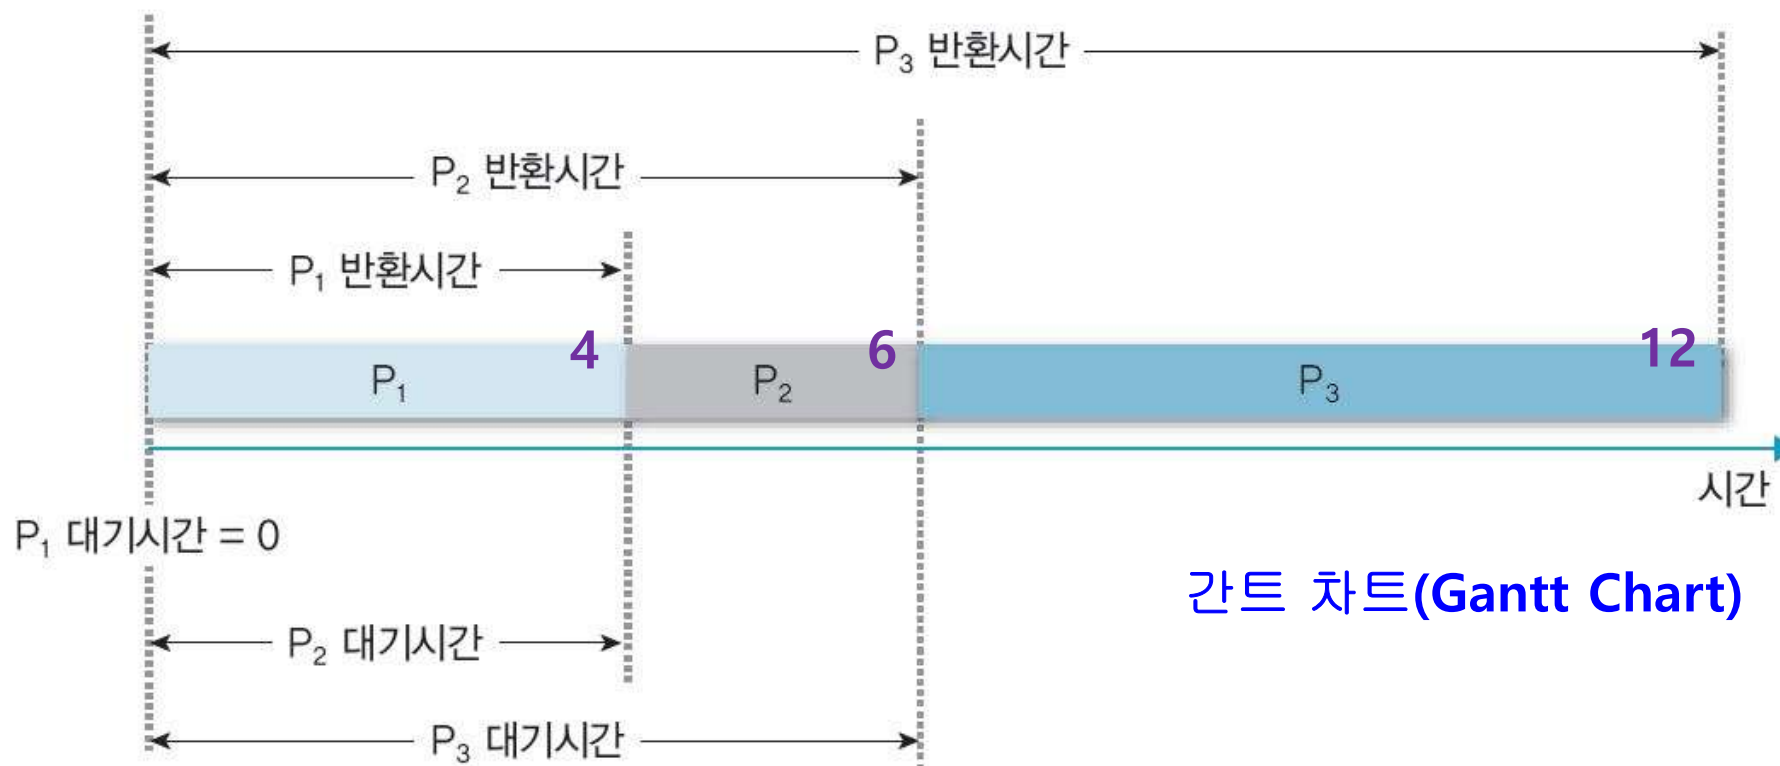 P₃ 반환시간
P₂ 반환시간
P₁ 반환시간
4
6
12
P₁
P₂
P₃
시간
P₁ 대기시간 = 0
간트 차트(Gantt Chart)
P₂ 대기시간
P₃ 대기시간